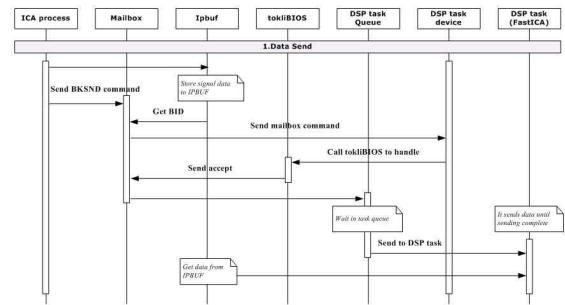 ICA process
Mailbox
Ipbuf
tokliBIOS
DSP task
Queue
DSP task
device
DSP task
(FastICA)
1.Data Send
Store signal data
to IPBUF
Send BKSND command
Get BID
Send mailbox command
Call tokliBIOS to handle
Send accept
Wait in task queue
It sends data until
sending complete
Send to DSP task
Get data from
IPBUF